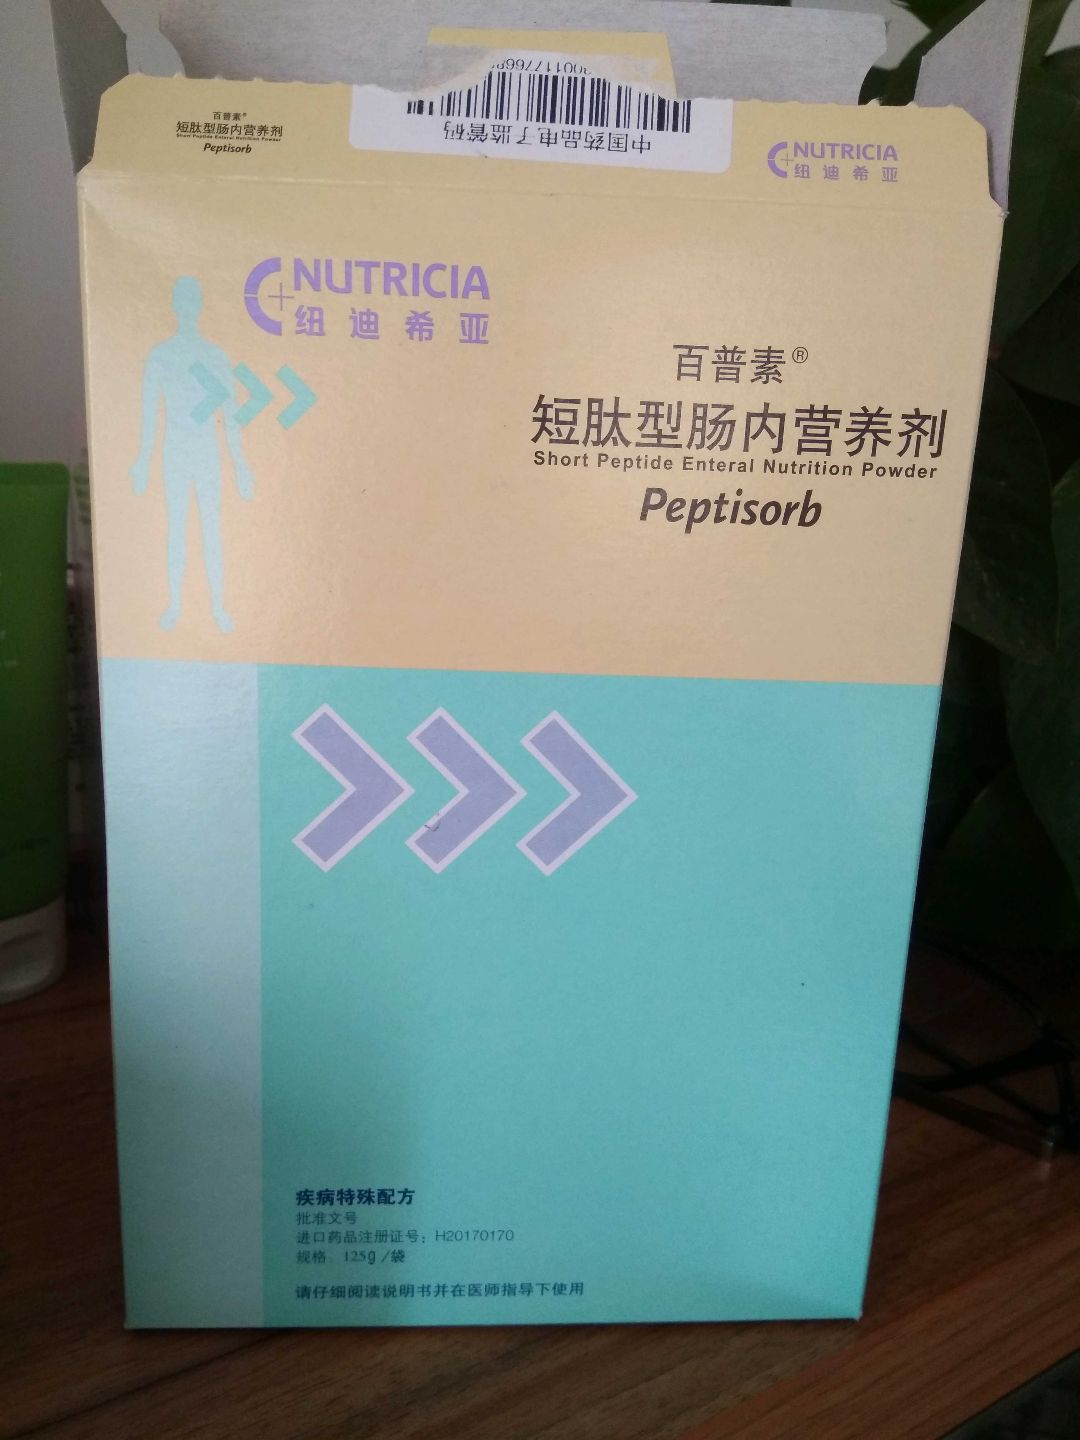 中国药品电子监管码
百普素®
短肽型肠内营养剂
Short Peptide Enteral Nutrition Powder
Peptisorb
NUTRICIA
纽迪希亚
NUTRICIA
纽迪希亚
百普素®
短肽型肠内营养剂
Short Peptide Enteral Nutrition Powder
Peptisorb
疾病特殊配方
批准文号
进口药品注册证号：H20170170
规格 125g/袋
请仔细阅读说明书并在医师指导下使用